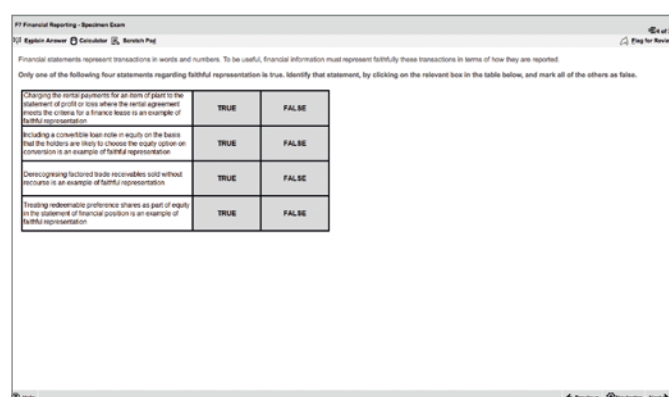 F7 Financial Reporting - Specimen Exam
4 of
Explain Answer Calculator Scratch Pad
Flag for Review
Financial statements represent transactions in words and numbers. To be useful, financial information must represent faithfully these transactions in terms of how they are reported.
Only one of the following four statements regarding faithful representation is true. Identify that statement, by clicking on the relevant box in the table below, and mark all of the others as false.
Charging the rental payments for an item of plant to the
statement of profit or loss where the rental agreement
meets the criteria for a finance lease is an example of
faithful representation
TRUE FALSE
Including a convertible loan note in equity on the basis
that the holders are likely to choose the equity option on
conversion is an example of faithful representation
TRUE FALSE
Derecognising factored trade receivables sold without
recourse is an example of faithful representation
TRUE FALSE
Treating redeemable preference shares as part of equity
in the statement of financial position is an example of
faithful representation
TRUE FALSE